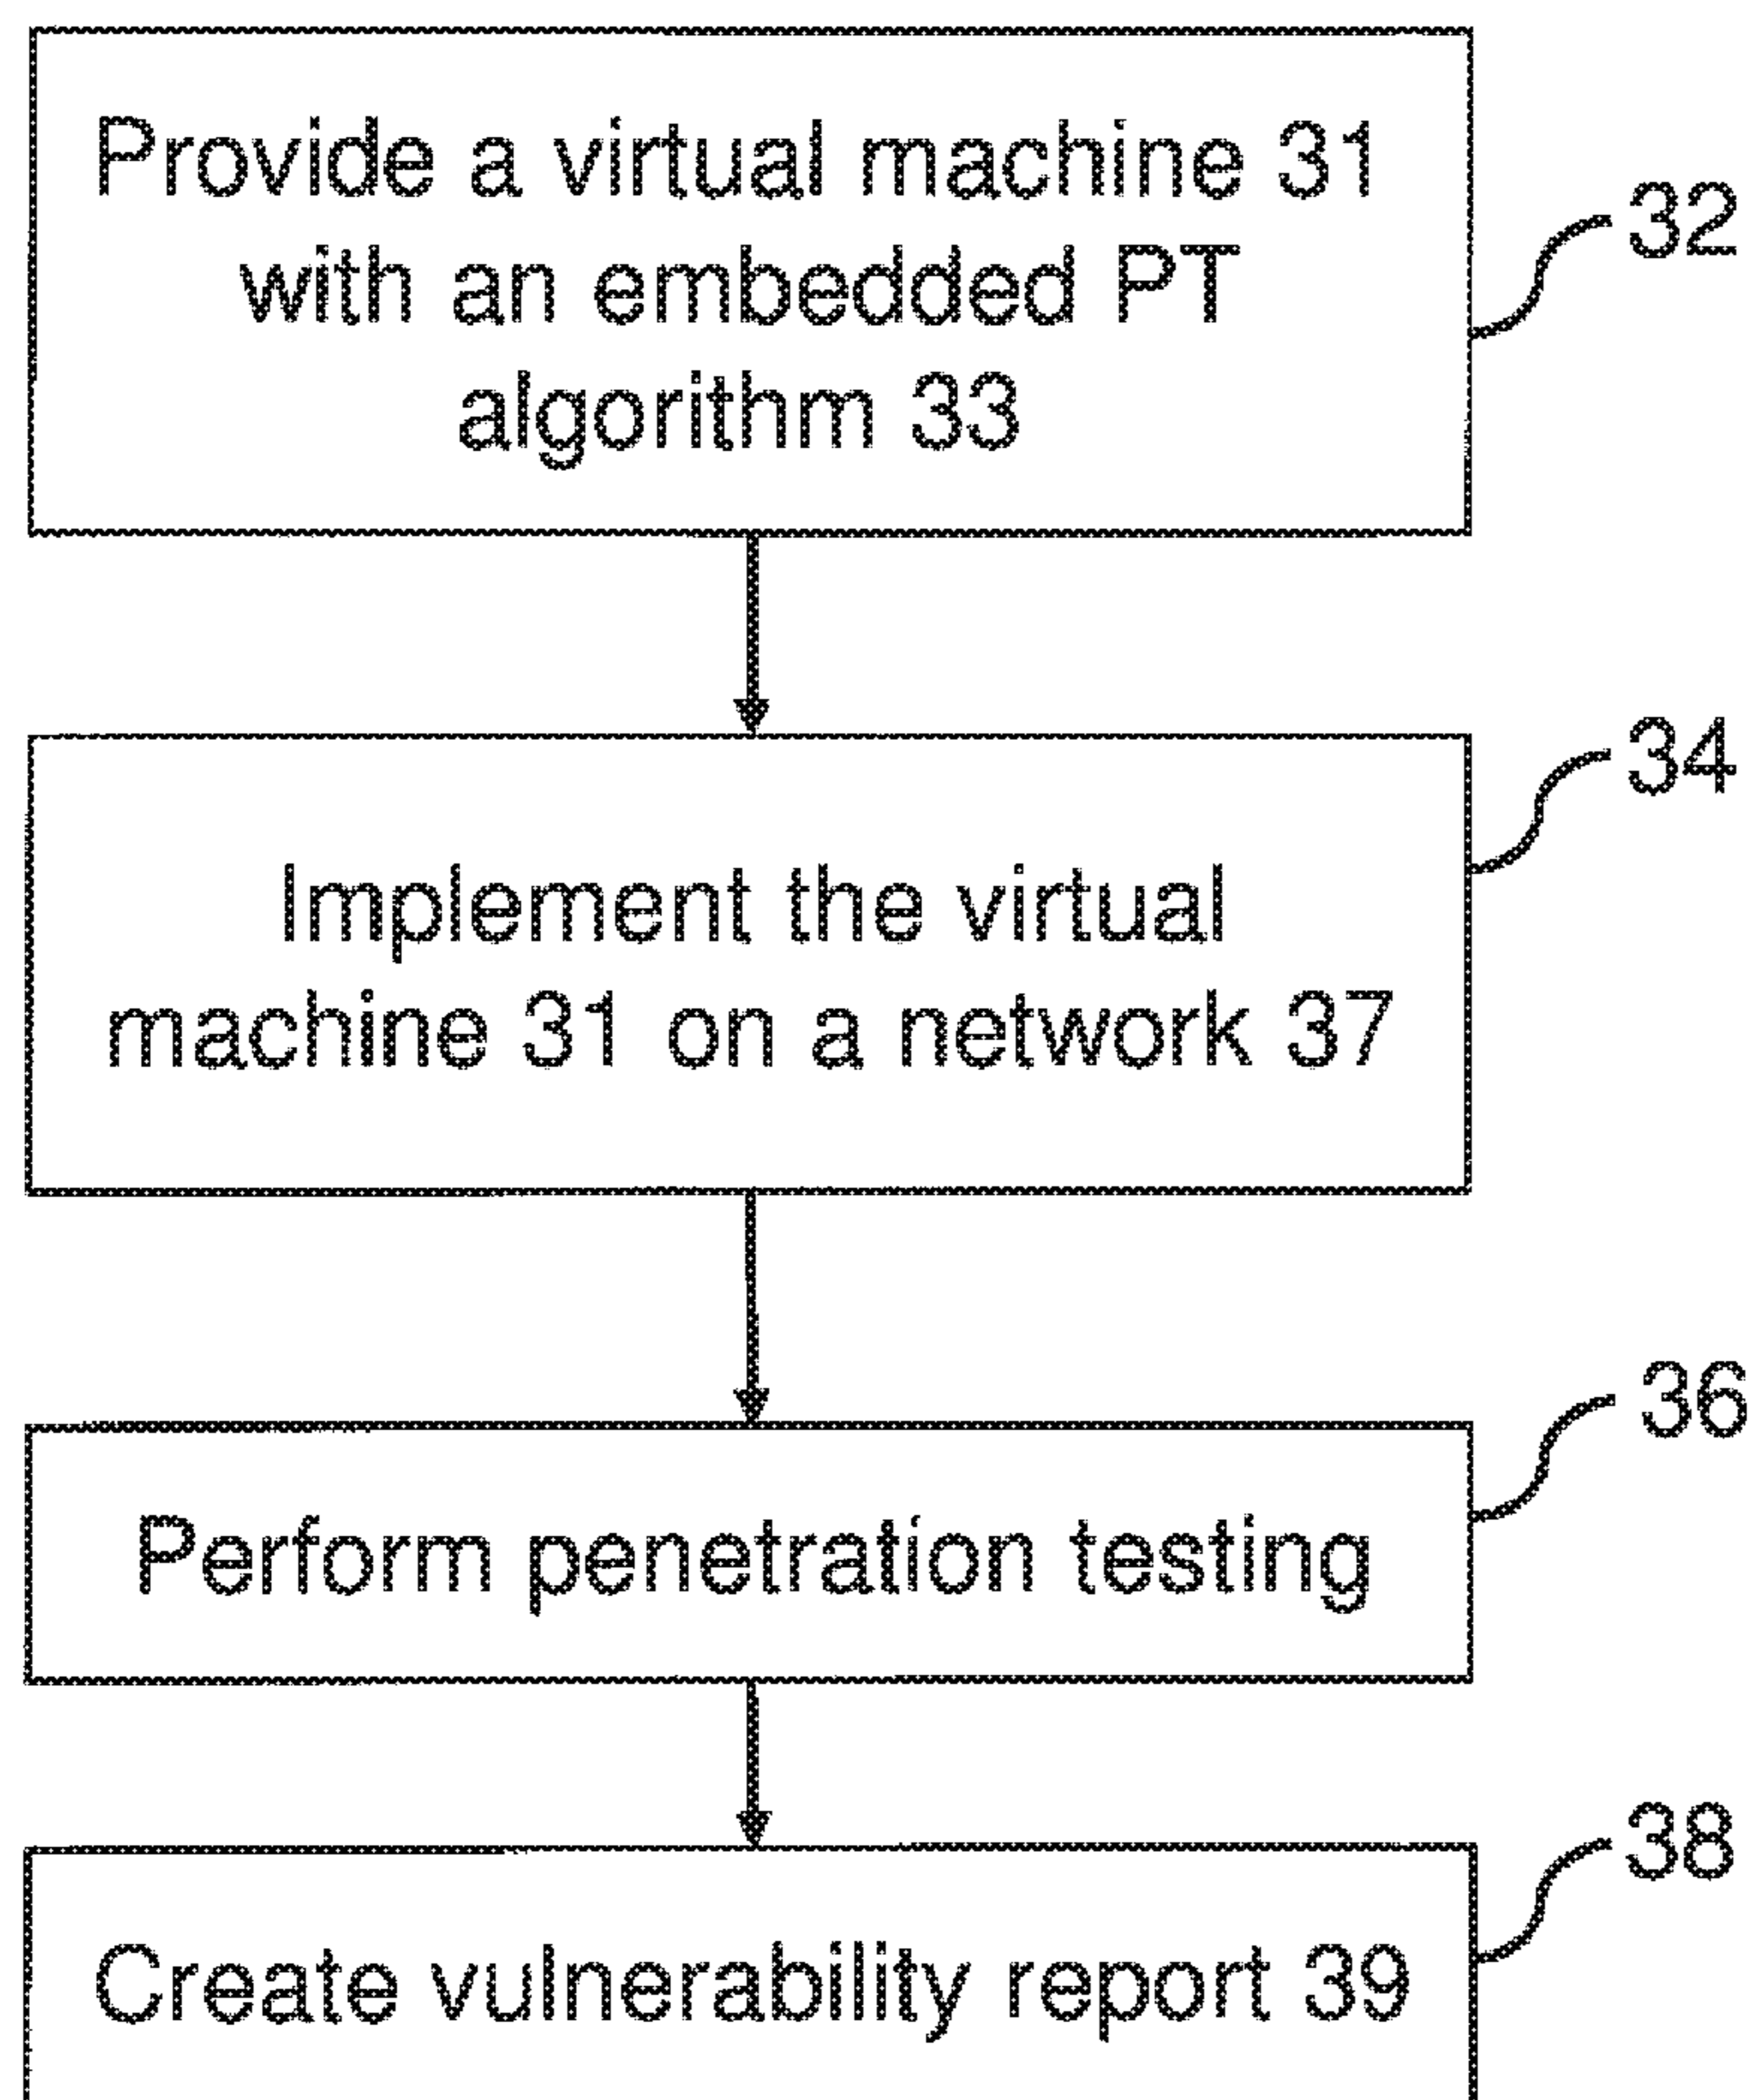 Provide a virtual machine 31
with an embedded PT
algorithm 33
32
Implement the virtual
machine 31 on a network 37
34
Perform penetration testing
36
Create vulnerability report 39
38